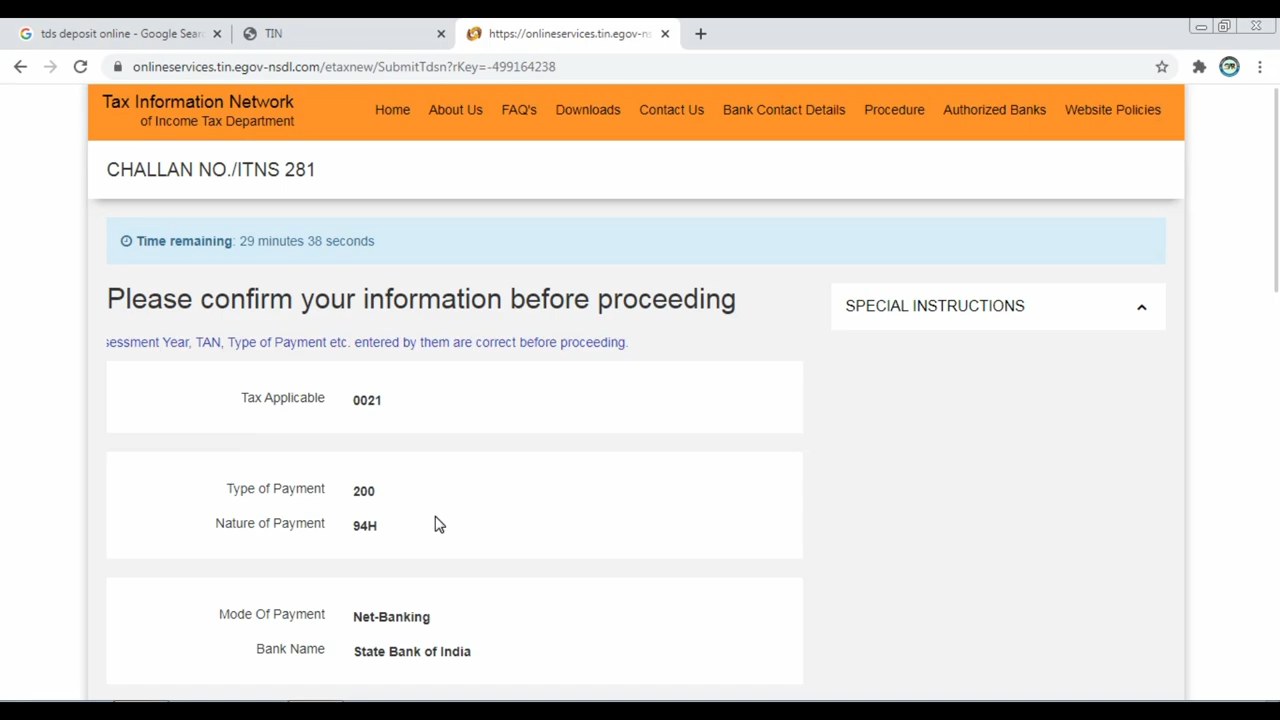 tds deposit online - Google Sear
TIN
https://onlineservices.tin.egov-ns
onlineservices.tin.egov-nsdl.com/etaxnew/SubmitTdsn?rKey=-499164238
Tax Information Network
of Income Tax Department
Home About Us FAQ's Downloads Contact Us Bank Contact Details Procedure Authorized Banks Website Policies
CHALLAN NO./ITNS 281
Time remaining: 29 minutes 38 seconds
Please confirm your information before proceeding
SPECIAL INSTRUCTIONS
sessment Year, TAN, Type of Payment etc. entered by them are correct before proceeding.
Tax Applicable 0021
Type of Payment 200
Nature of Payment 94H
Mode Of Payment Net-Banking
Bank Name State Bank of India